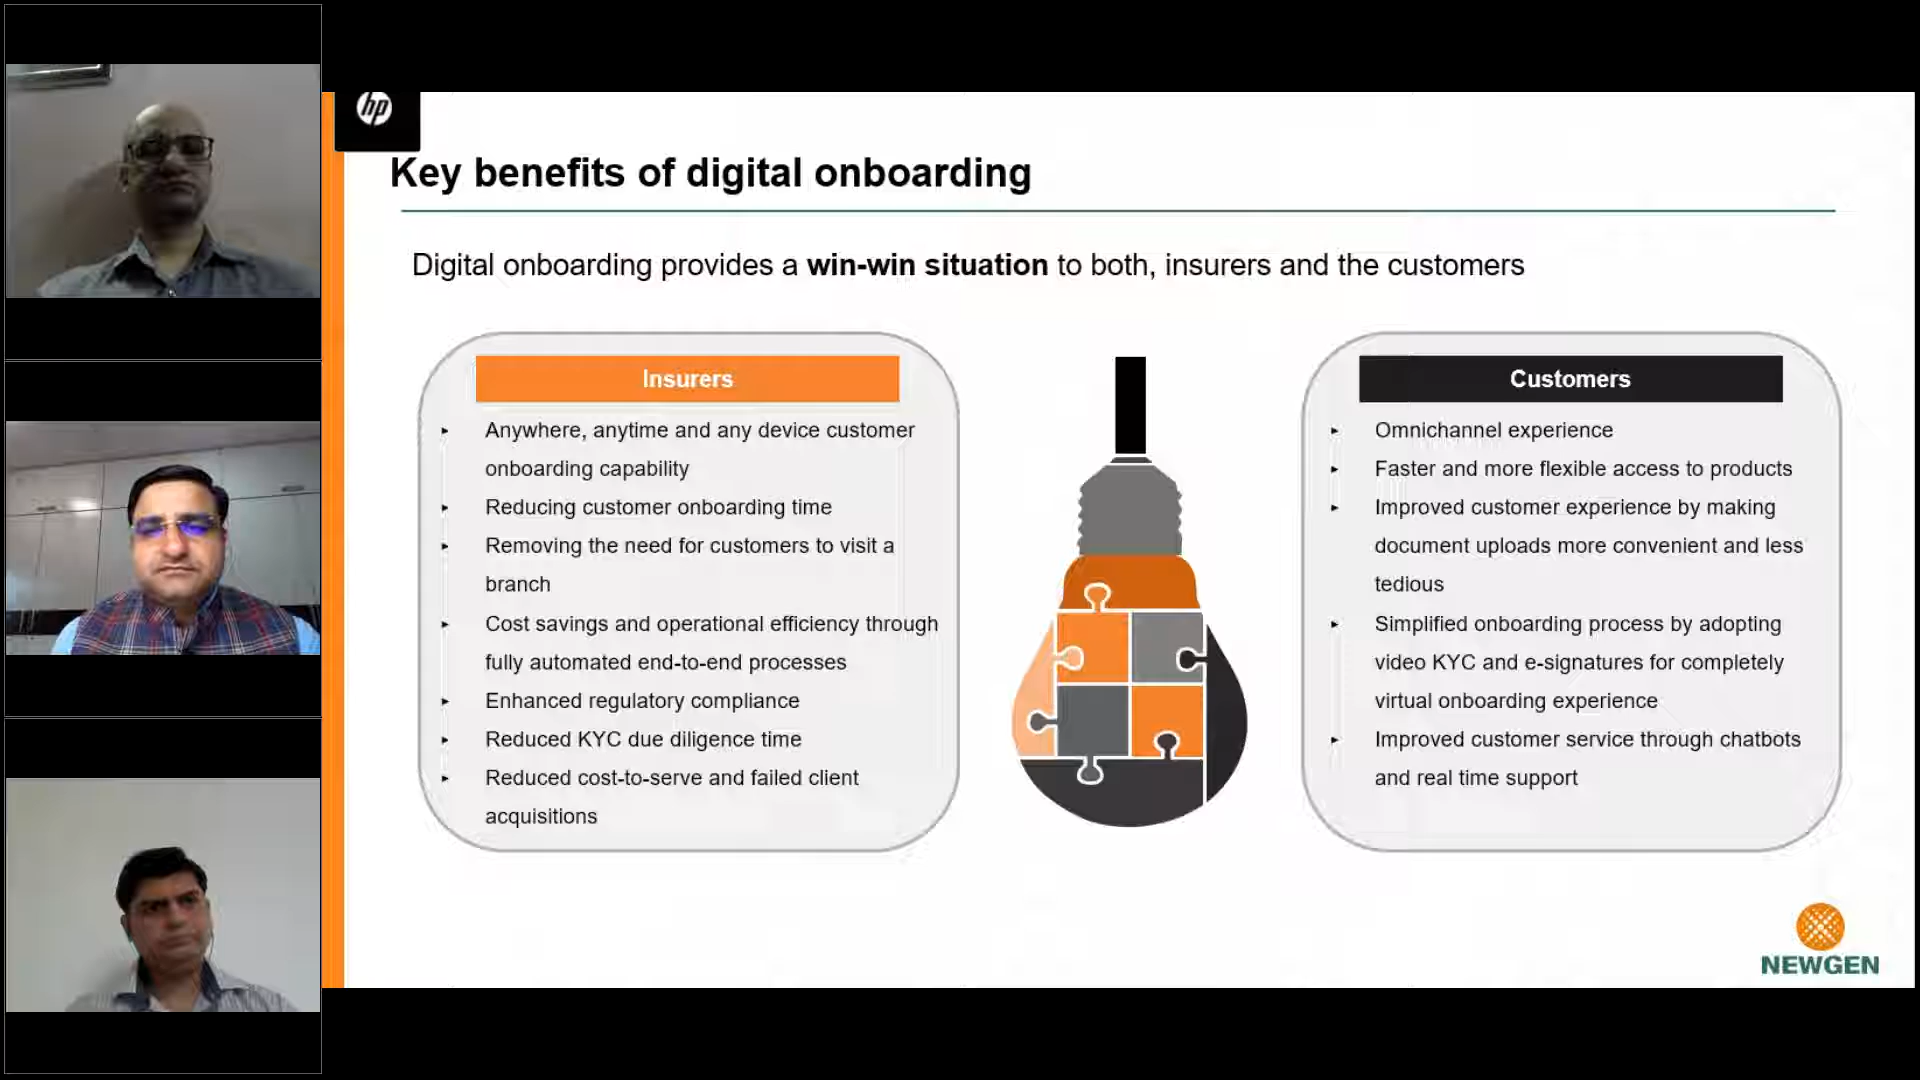 hp
Key benefits of digital onboarding
Digital onboarding provides a win-win situation to both, insurers and the customers
Insurers
Anywhere, anytime and any device customer
onboarding capability
Reducing customer onboarding time
Removing the need for customers to visit a
branch
Cost savings and operational efficiency through
fully automated end-to-end processes
Enhanced regulatory compliance
Reduced KYC due diligence time
Reduced cost-to-serve and failed client
acquisitions
Customers
Omnichannel experience
Faster and more flexible access to products
Improved customer experience by making
document uploads more convenient and less
tedious
Simplified onboarding process by adopting
video KYC and e-signatures for completely
virtual onboarding experience
Improved customer service through chatbots
and real time support
NEWGEN